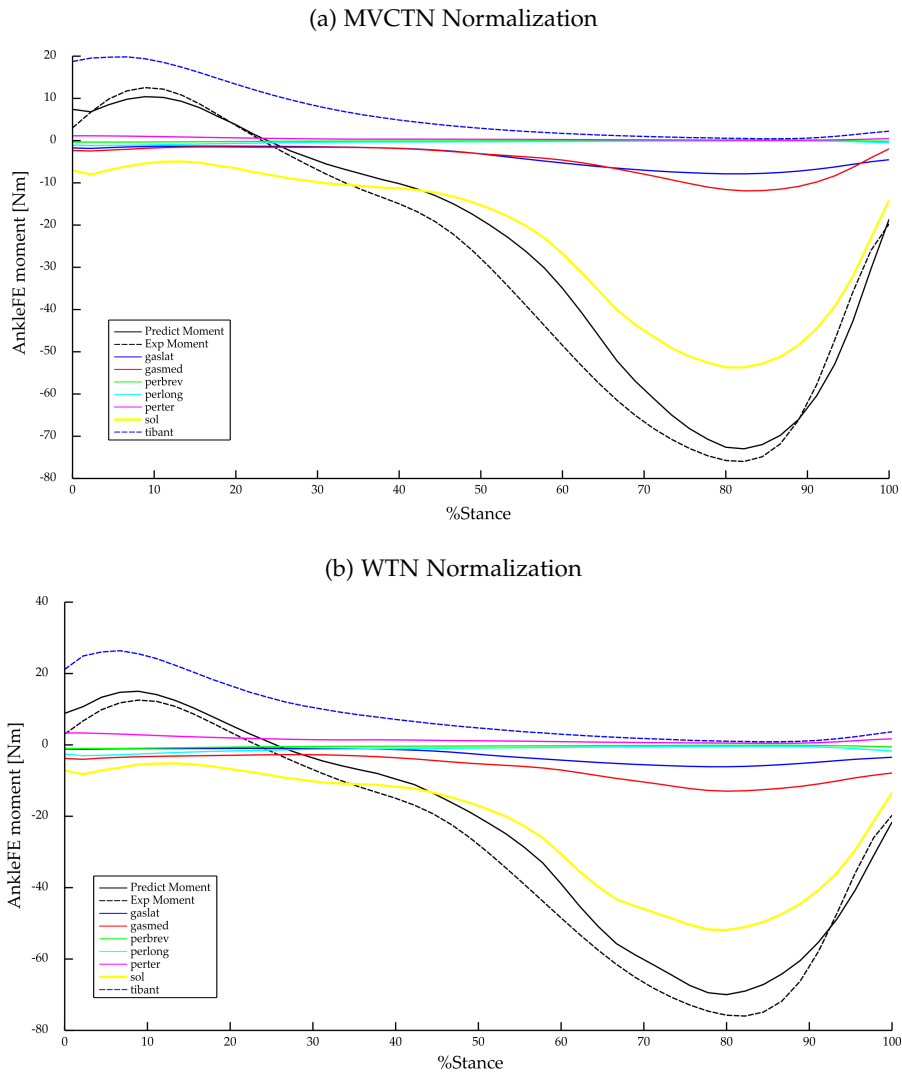 (a) MVCTN Normalization
20
10
0
-10
-20
-30
-40
-50
-60
-70
-80
AnkleFE moment [Nm]
Predict Moment
Exp Moment
gaslat
gasmed
perbrev
perlong
perter
sol
tibant
0 10 20 30 40 50 60 70 80 90 100
%Stance
(b) WTN Normalization
40
20
0
-20
-40
-60
-80
AnkleFE moment [Nm]
Predict Moment
Exp Moment
gaslat
gasmed
perbrev
perlong
perter
sol
tibant
0 10 20 30 40 50 60 70 80 90 100
%Stance